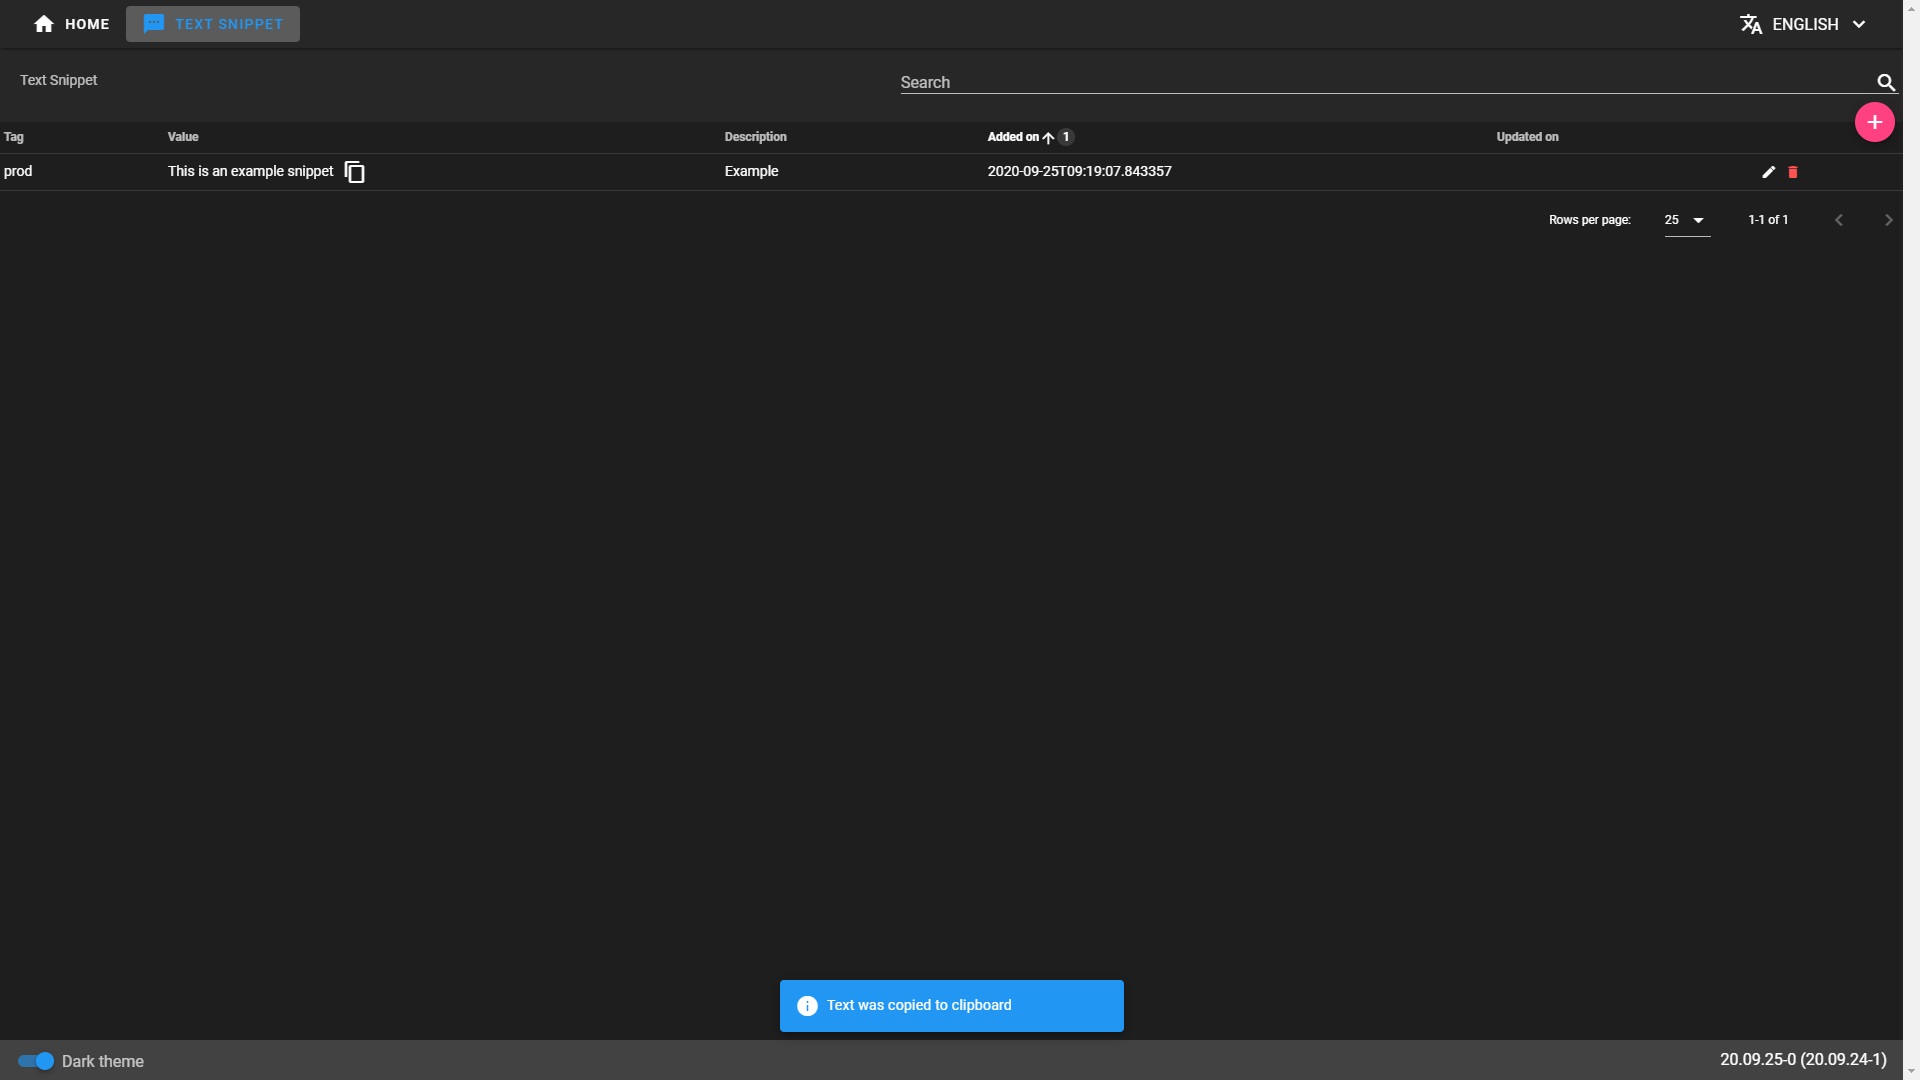 HOME TEXT SNIPPET ENGLISH
Text Snippet Search
Tag Value Description Added on 1 Updated on
prod This is an example snippet Example 2020-09-25T09:19:07.843357
Rows per page: 25 1-1 of 1
Text was copied to clipboard
Dark theme 20.09.25-0 (20.09.24-1)